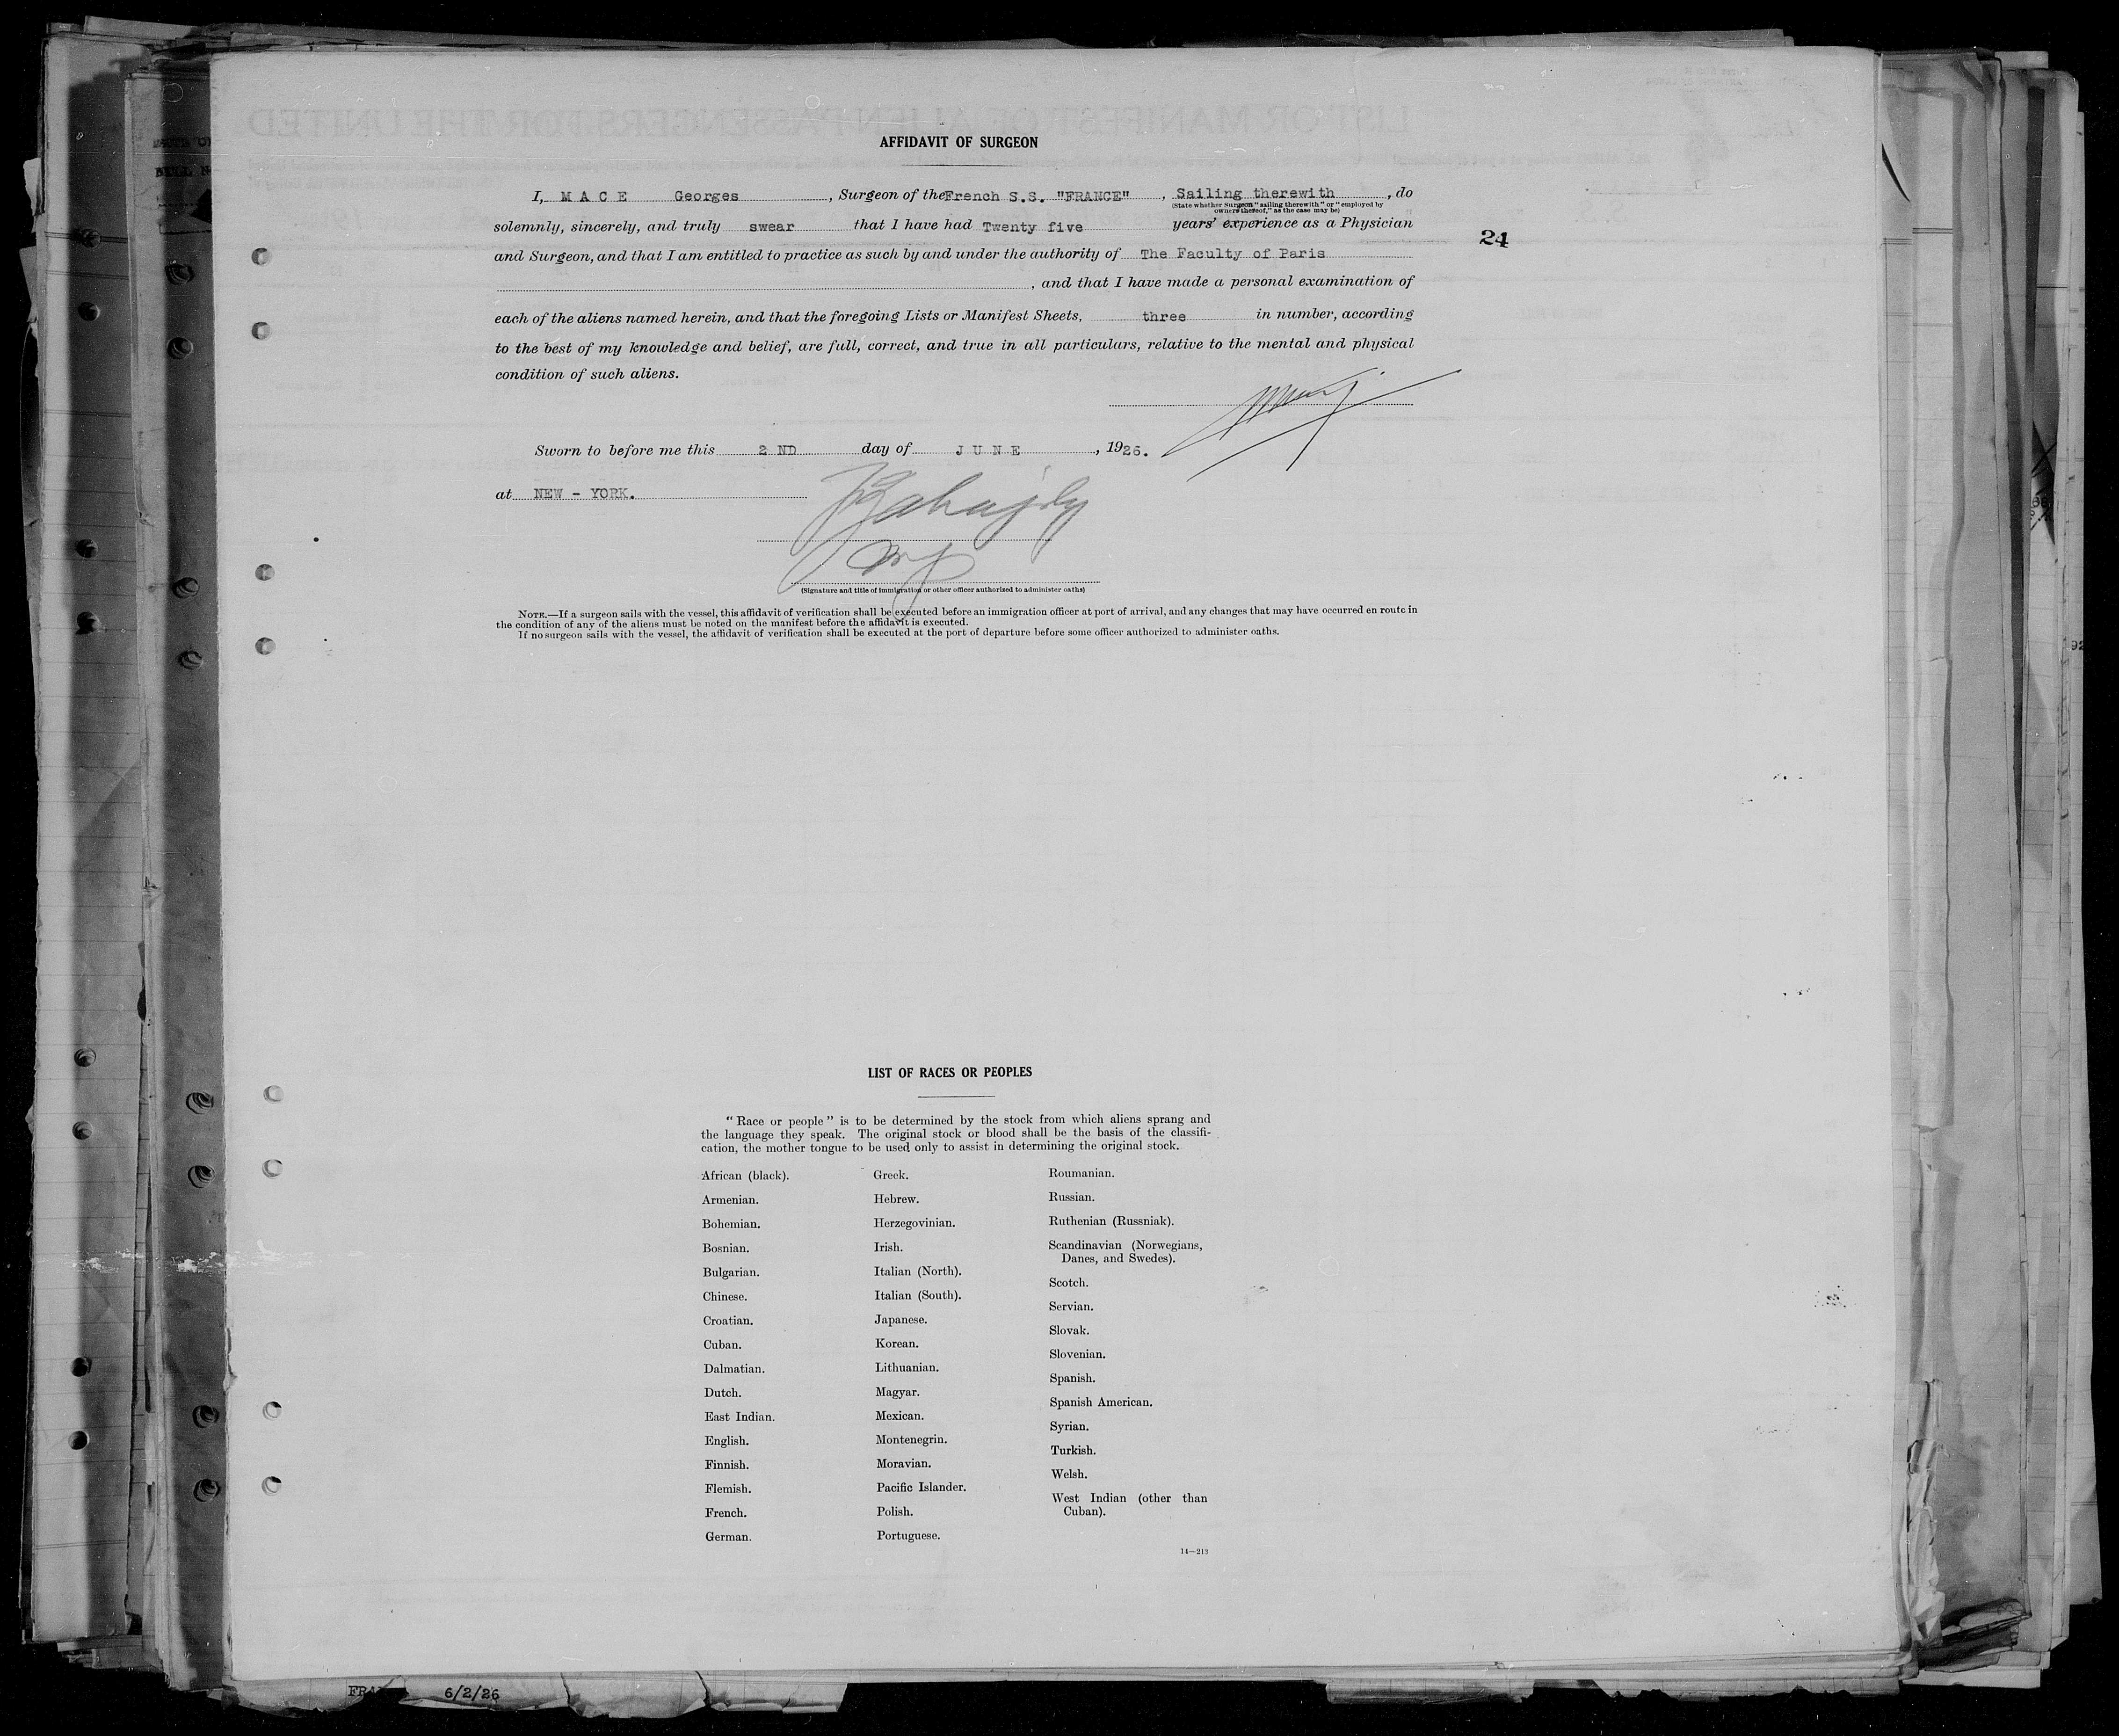 AFFIDAVIT OF SURGEON
I, M A C E Georges, Surgeon of the French S.S. "FRANCE", Sailing therewith, do
(State whether Surgeon "sailing therewith" or "employed by
owners thereof," as the case may be)
solemnly, sincerely, and truly swear that I have had Twenty five years' experience as a Physician
24
and Surgeon, and that I am entitled to practice as such by and under the authority of The Faculty of Paris
, and that I have made a personal examination of
each of the aliens named herein, and that the foregoing Lists or Manifest Sheets, three in number, according
to the best of my knowledge and belief, are full, correct, and true in all particulars, relative to the mental and physical
condition of such aliens.
Sworn to before me this 2 ND day of J U N E, 1926.
at NEW - YORK.
(Signature and title of immigration or other officer authorized to administer oaths)
NOTE.—If a surgeon sails with the vessel, this affidavit of verification shall be executed before an immigration officer at port of arrival, and any changes that may have occurred en route in
the condition of any of the aliens must be noted on the manifest before the affidavit is executed.
If no surgeon sails with the vessel, the affidavit of verification shall be executed at the port of departure before some officer authorized to administer oaths.
LIST OF RACES OR PEOPLES
"Race or people" is to be determined by the stock from which aliens sprang and
the language they speak. The original stock or blood shall be the basis of the classifi-
cation, the mother tongue to be used only to assist in determining the original stock.
African (black).
Armenian.
Bohemian.
Bosnian.
Bulgarian.
Chinese.
Croatian.
Cuban.
Dalmatian.
Dutch.
East Indian.
English.
Finnish.
Flemish.
French.
German.
Greek.
Hebrew.
Herzegovinian.
Irish.
Italian (North).
Italian (South).
Japanese.
Korean.
Lithuanian.
Magyar.
Mexican.
Montenegrin.
Moravian.
Pacific Islander.
Polish.
Portuguese.
Roumanian.
Russian.
Ruthenian (Russniak).
Scandinavian (Norwegians,
Danes, and Swedes).
Scotch.
Servian.
Slovak.
Slovenian.
Spanish.
Spanish American.
Syrian.
Turkish.
Welsh.
West Indian (other than
Cuban).
14—213
6/2/26